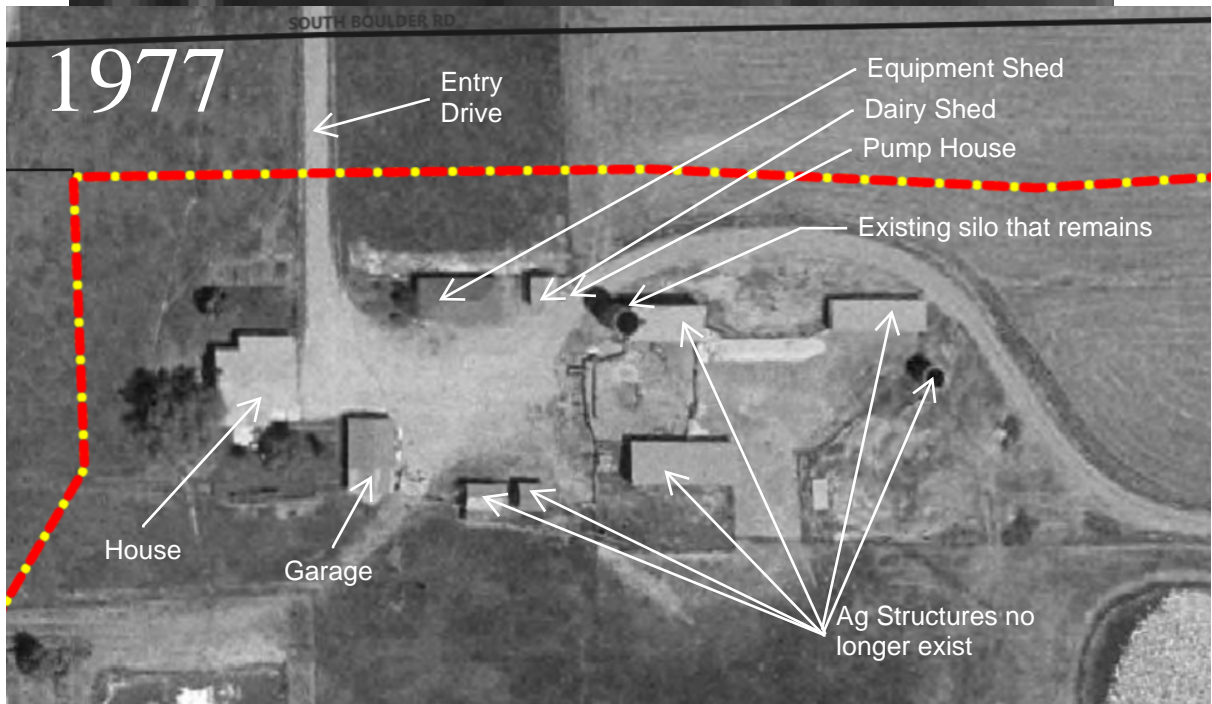 SOUTH BOULDER RD
1977
Entry
Drive
Equipment Shed
Dairy Shed
Pump House
Existing silo that remains
House
Garage
Ag Structures no
longer exist